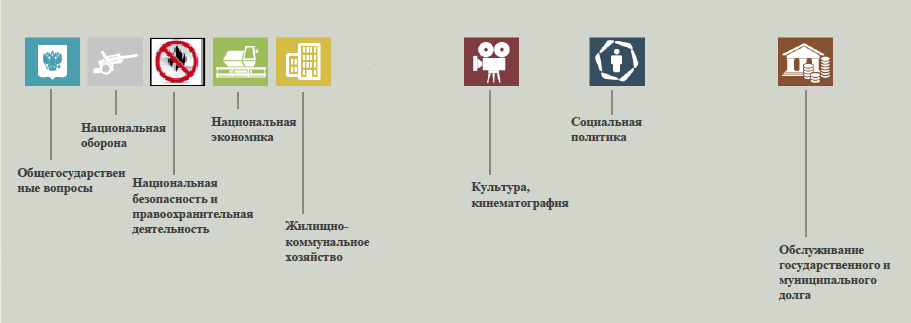 Общегосударствен
ные вопросы
Национальная
оборона
Национальная
безопасность и
правоохранительная
деятельность
Национальная
экономика
Жилищно-
коммунальное
хозяйство
Культура,
кинематография
Социальная
политика
Обслуживание
государственного и
муниципального
долга